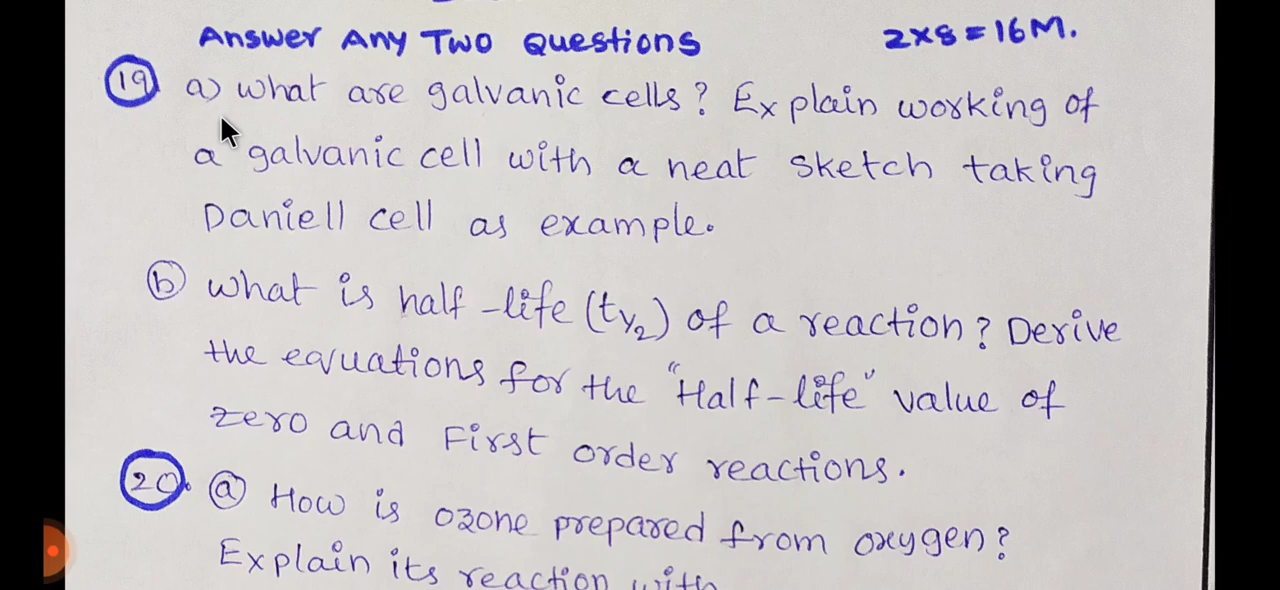 Answer Any Two Questions 2x8=16M.
19 a) What are galvanic cells? Explain working of
a galvanic cell with a neat sketch taking
Daniell cell as example.
b What is half-life (t1/2) of a reaction? Derive
the equations for the "Half-life" value of
zero and First order reactions.
20. a How is ozone prepared from oxygen?
Explain its reaction with